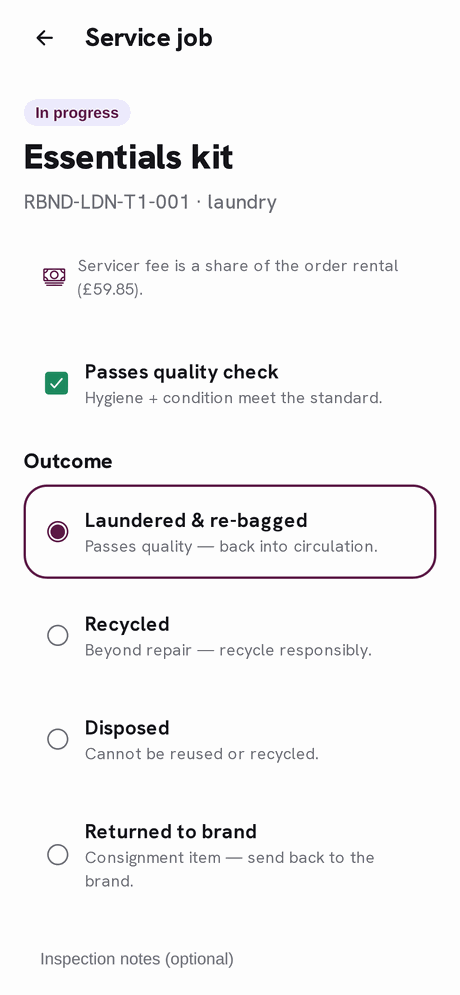 Service job
In progress
Essentials kit
RBND-LDN-T1-001 · laundry
Servicer fee is a share of the order rental
(£59.85).
Passes quality check
Hygiene + condition meet the standard.
Outcome
Laundered & re-bagged
Passes quality — back into circulation.
Recycled
Beyond repair — recycle responsibly.
Disposed
Cannot be reused or recycled.
Returned to brand
Consignment item — send back to the
brand.
Inspection notes (optional)